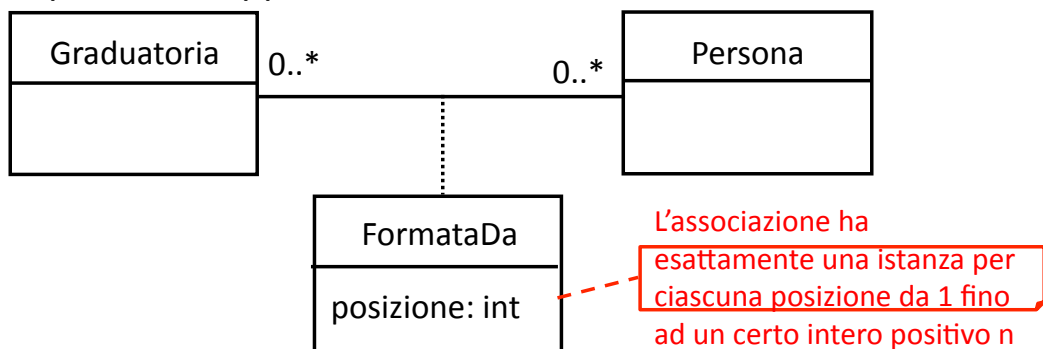 Graduatoria
0..*
0..*
Persona
FormataDa
posizione: int
L'associazione ha
esattamente una istanza per
ciascuna posizione da 1 fino
ad un certo intero positivo n